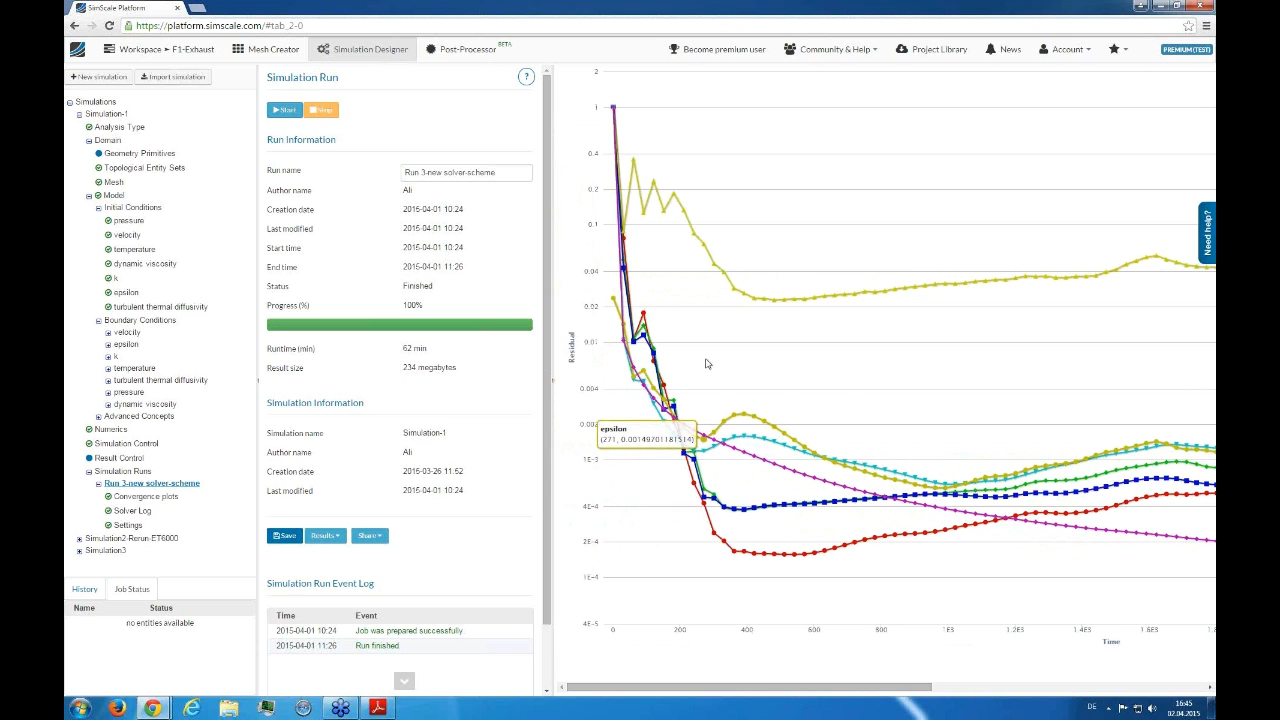 SimScale Platform
https://platform.simscale.com/#tab_2-0
Workspace ▸ F1-Exhaust
Mesh Creator
Simulation Designer
Post-Processor BETA
Become premium user
Community & Help
Project Library
News
Account
PREMIUM (TEST)
+ New simulation
Import simulation
Simulations
Simulation-1
Analysis Type
Domain
Geometry Primitives
Topological Entity Sets
Mesh
Model
Initial Conditions
pressure
velocity
temperature
dynamic viscosity
k
epsilon
turbulent thermal diffusivity
Boundary Conditions
velocity
epsilon
k
temperature
turbulent thermal diffusivity
pressure
dynamic viscosity
Advanced Concepts
Numerics
Simulation Control
Result Control
Simulation Runs
Run 3-new solver-scheme
Convergence plots
Solver Log
Settings
Simulation2-Rerun-ET6000
Simulation3
History
Job Status
Name Status
no entities available
Simulation Run
?
Start
Stop
Run Information
Run name Run 3-new solver-scheme
Author name Ali
Creation date 2015-04-01 10:24
Last modified 2015-04-01 10:24
Start time 2015-04-01 10:24
End time 2015-04-01 11:26
Status Finished
Progress (%) 100%
Runtime (min) 62 min
Result size 234 megabytes
Simulation Information
Simulation name Simulation-1
Author name Ali
Creation date 2015-03-26 11:52
Last modified 2015-04-01 10:24
Save
Results
Share
Simulation Run Event Log
Time Event
2015-04-01 10:24 Job was prepared successfully.
2015-04-01 11:26 Run finished.
2
1
0.4
0.2
0.1
0.04
0.02
0.01
0.004
0.002
1E-3
4E-4
2E-4
1E-4
4E-5
Residual
epsilon
(271, 0.00149701181514)
0 200 400 600 800 1E3 1.2E3 1.4E3 1.6E3
Time
Need help?
DE
16:45
02.04.2015